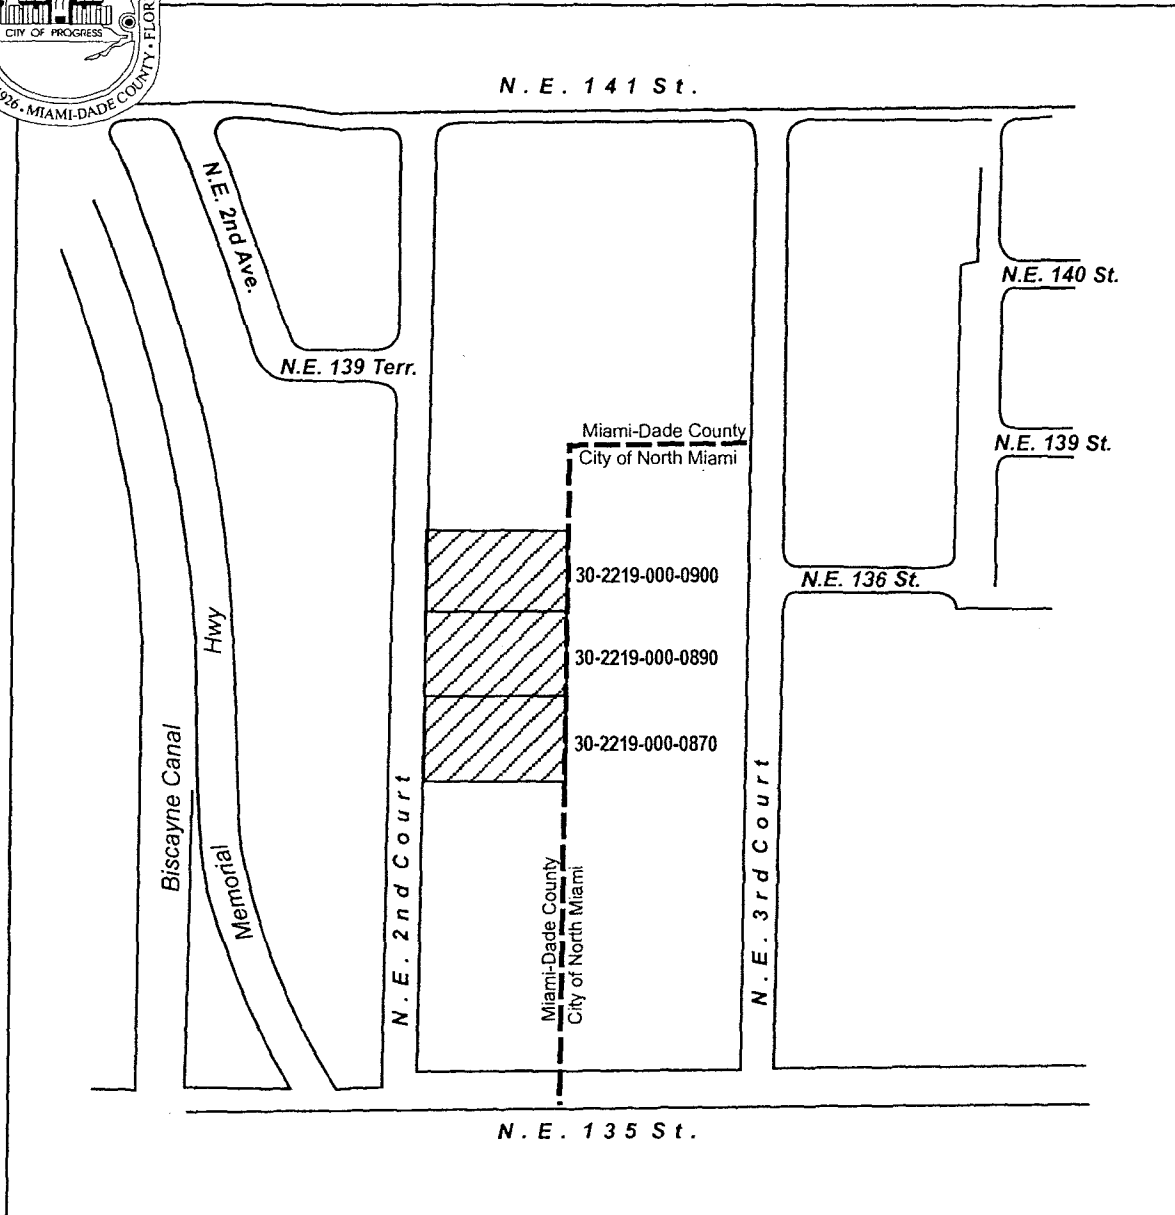 CITY OF PROGRESS
926 • MIAMI-DADE COUNTY • FLOR
N.E. 141 St.
N.E. 2nd Ave.
N.E. 140 St.
N.E. 139 Terr.
Miami-Dade County
City of North Miami
N.E. 139 St.
30-2219-000-0900
N.E. 136 St.
Hwy
30-2219-000-0890
30-2219-000-0870
Biscayne Canal
Memorial
N.E. 2nd Court
Miami-Dade County
City of North Miami
N.E. 3rd Court
N.E. 135 St.